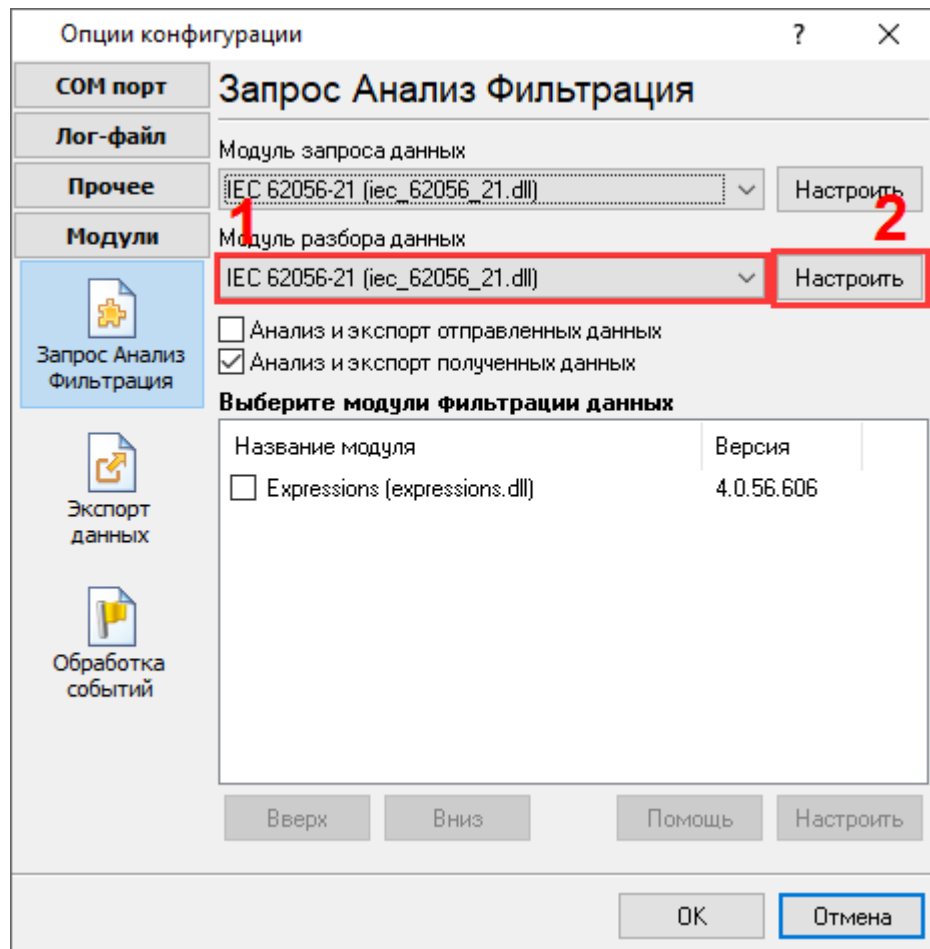 Опции конфигурации
?
COM порт
Лог-файл
Прочее
Модули
Запрос Анализ
Фильтрация
Экспорт
данных
Обработка
событий
Запрос Анализ Фильтрация
Модуль запроса данных
IEC 62056-21 (iec_62056_21.dll)
Настроить
1
2
Модуль разбора данных
IEC 62056-21 (iec_62056_21.dll)
Настроить
Анализ и экспорт отправленных данных
Анализ и экспорт полученных данных
Выберите модули фильтрации данных
Название модуля Версия
Expressions (expressions.dll) 4.0.56.606
Вверх Вниз Помощь Настроить
OK Отмена